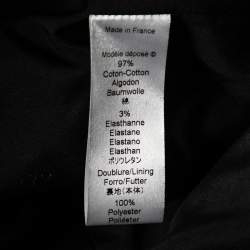 Made in France
Modèle déposé ©
97%
Coton-Cotton
Algodon
Baumwolle
綿
3%
Elasthanne
Elastane
Elastano
Elasthan
ポリウレタン
Doublure/Lining
Forro/Futter
裏地(本体)
100%
Polyester
Poliéster